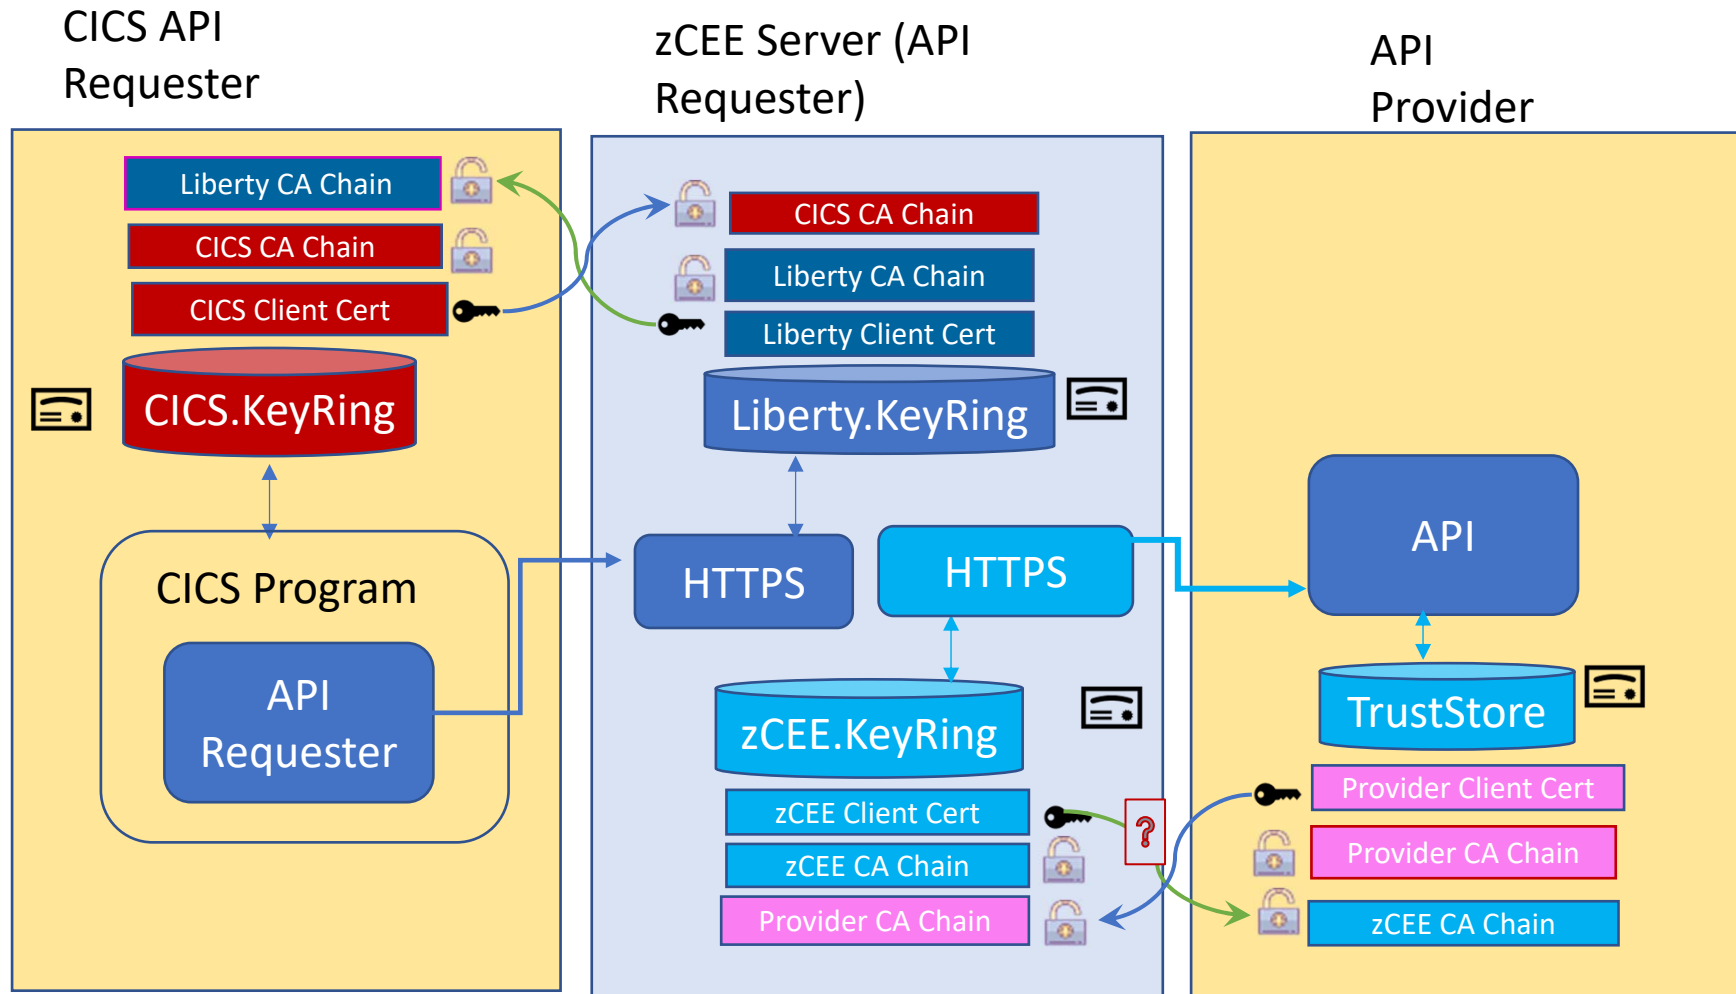 CICS API
Requester
zCEE Server (API
Requester)
API
Provider
Liberty CA Chain
CICS CA Chain
CICS Client Cert
CICS.KeyRing
CICS Program
API
Requester
CICS CA Chain
Liberty CA Chain
Liberty Client Cert
Liberty.KeyRing
HTTPS
HTTPS
zCEE.KeyRing
zCEE Client Cert
zCEE CA Chain
Provider CA Chain
?
API
TrustStore
Provider Client Cert
Provider CA Chain
zCEE CA Chain